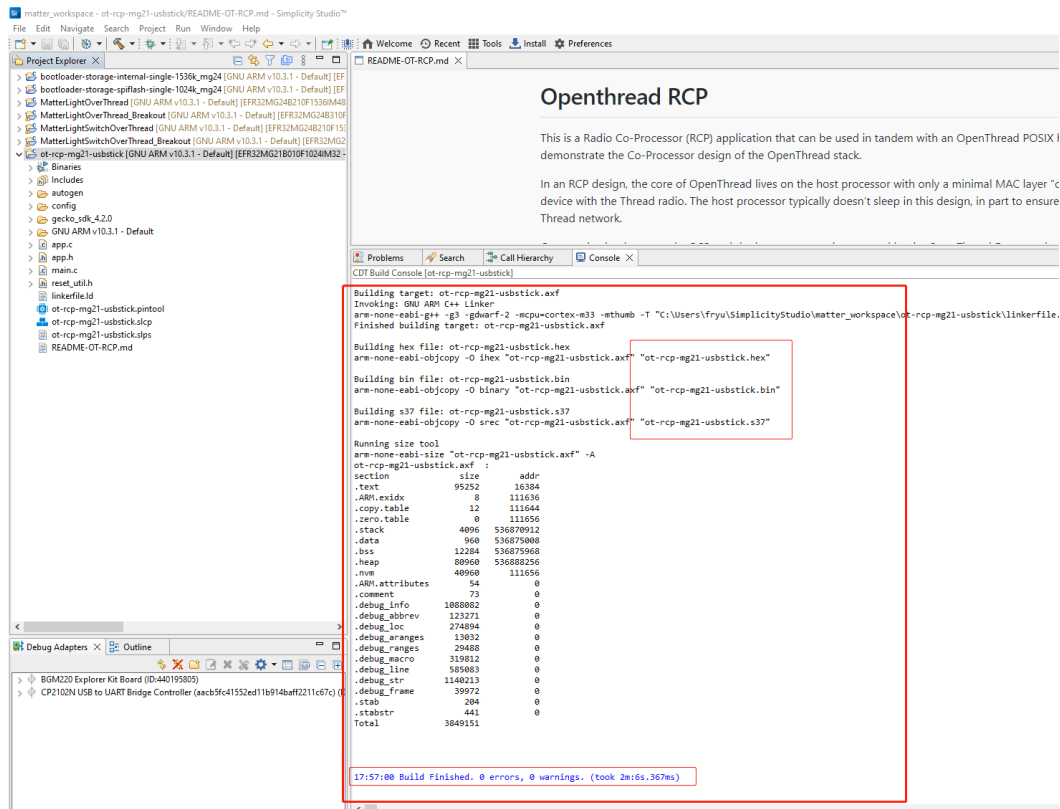 matter_workspace - ot-rcp-mg21-usbstick/README-OT-RCP.md - Simplicity Studio™
File Edit Navigate Search Project Run Window Help
Welcome Recent Tools Install Preferences
Project Explorer
bootloader-storage-internal-single-1536k_mg24 [GNU ARM v10.3.1 - Default] [EF
bootloader-storage-spiflash-single-1024k_mg24 [GNU ARM v10.3.1 - Default] [EF
MatterLightOverThread [GNU ARM v10.3.1 - Default] [EFR32MG24B210F1536IM48
MatterLightOverThread_Breakout [GNU ARM v10.3.1 - Default] [EFR32MG24B310F
MatterLightSwitchOverThread [GNU ARM v10.3.1 - Default] [EFR32MG24B210F153
MatterLightSwitchOverThread_Breakout [GNU ARM v10.3.1 - Default] [EFR32MG2
ot-rcp-mg21-usbstick [GNU ARM v10.3.1 - Default] [EFR32MG21B010F1024IM32 -
Binaries
Includes
autogen
config
gecko_sdk_4.2.0
GNU ARM v10.3.1 - Default
app.c
app.h
main.c
reset_util.h
linkerfile.ld
ot-rcp-mg21-usbstick.pintool
ot-rcp-mg21-usbstick.slcp
ot-rcp-mg21-usbstick.slps
README-OT-RCP.md
Debug Adapters Outline
BGM220 Explorer Kit Board (ID:440195805)
CP2102N USB to UART Bridge Controller (aacb5fc41552ed11b914baff2211c67c) (I
README-OT-RCP.md
Openthread RCP
This is a Radio Co-Processor (RCP) application that can be used in tandem with an OpenThread POSIX
demonstrate the Co-Processor design of the OpenThread stack.
In an RCP design, the core of OpenThread lives on the host processor with only a minimal MAC layer "c
device with the Thread radio. The host processor typically doesn't sleep in this design, in part to ensure
Thread network.
Problems Search Call Hierarchy Console
CDT Build Console [ot-rcp-mg21-usbstick]
Building target: ot-rcp-mg21-usbstick.axf
Invoking: GNU ARM C++ Linker
arm-none-eabi-g++ -g3 -gdwarf-2 -mcpu=cortex-m33 -mthumb -T "C:\Users\fryu\SimplicityStudio\matter_workspace\ot-rcp-mg21-usbstick\linkerfile.
Finished building target: ot-rcp-mg21-usbstick.axf
Building hex file: ot-rcp-mg21-usbstick.hex
arm-none-eabi-objcopy -O ihex "ot-rcp-mg21-usbstick.axf" "ot-rcp-mg21-usbstick.hex"
Building bin file: ot-rcp-mg21-usbstick.bin
arm-none-eabi-objcopy -O binary "ot-rcp-mg21-usbstick.axf" "ot-rcp-mg21-usbstick.bin"
Building s37 file: ot-rcp-mg21-usbstick.s37
arm-none-eabi-objcopy -O srec "ot-rcp-mg21-usbstick.axf" "ot-rcp-mg21-usbstick.s37"
Running size tool
arm-none-eabi-size "ot-rcp-mg21-usbstick.axf" -A
ot-rcp-mg21-usbstick.axf :
section size addr
.text 95252 16384
.ARM.exidx 8 111636
.copy.table 12 111644
.zero.table 0 111656
.stack 4096 536870912
.data 960 536875008
.bss 12284 536875968
.heap 80960 536888256
.nvm 40960 111656
.ARM.attributes 54 0
.comment 73 0
.debug_info 1088082 0
.debug_abbrev 123271 0
.debug_loc 274894 0
.debug_aranges 13032 0
.debug_ranges 29488 0
.debug_macro 319812 0
.debug_line 585083 0
.debug_str 1140213 0
.debug_frame 39972 0
.stab 204 0
.stabstr 441 0
Total 3849151
17:57:00 Build Finished. 0 errors, 0 warnings. (took 2m:6s.367ms)